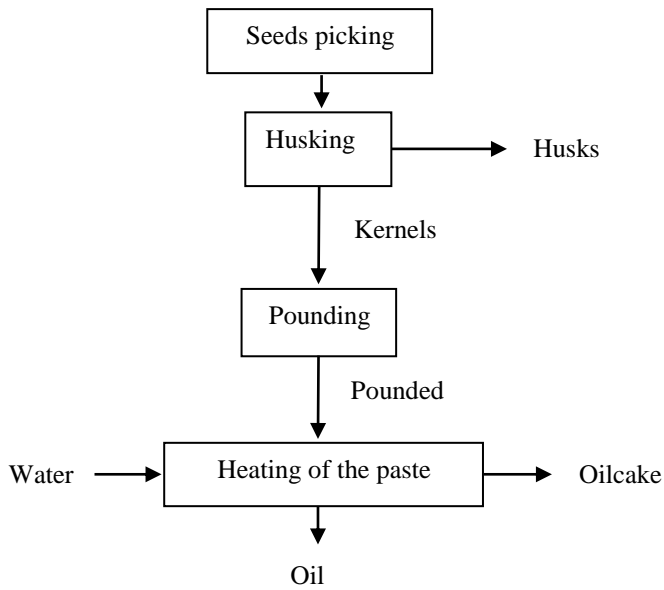 Seeds picking
Husking
Husks
Kernels
Pounding
Pounded
Water
Heating of the paste
Oilcake
Oil